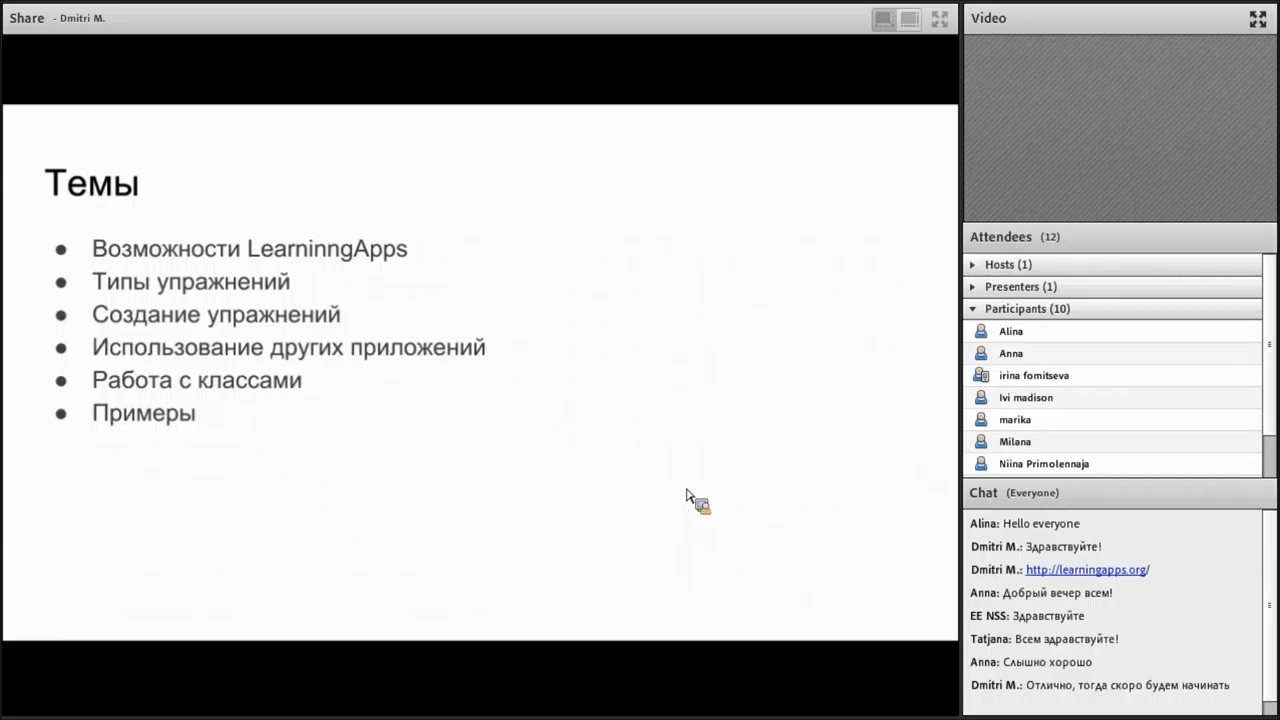 Share - Dmitri M.
Темы
● Возможности LearninngApps
● Типы упражнений
● Создание упражнений
● Использование других приложений
● Работа с классами
● Примеры
Video
Attendees (12)
Hosts (1)
Presenters (1)
Participants (10)
Alina
Anna
irina fomitseva
Ivi madison
marika
Milana
Niina Primolennaja
Chat (Everyone)
Alina: Hello everyone
Dmitri M.: Здравствуйте!
Dmitri M.: http://learningapps.org/
Anna: Добрый вечер всем!
EE NSS: Здравствуйте
Tatjana: Всем здравствуйте!
Anna: Слышно хорошо
Dmitri M.: Отлично, тогда скоро будем начинать